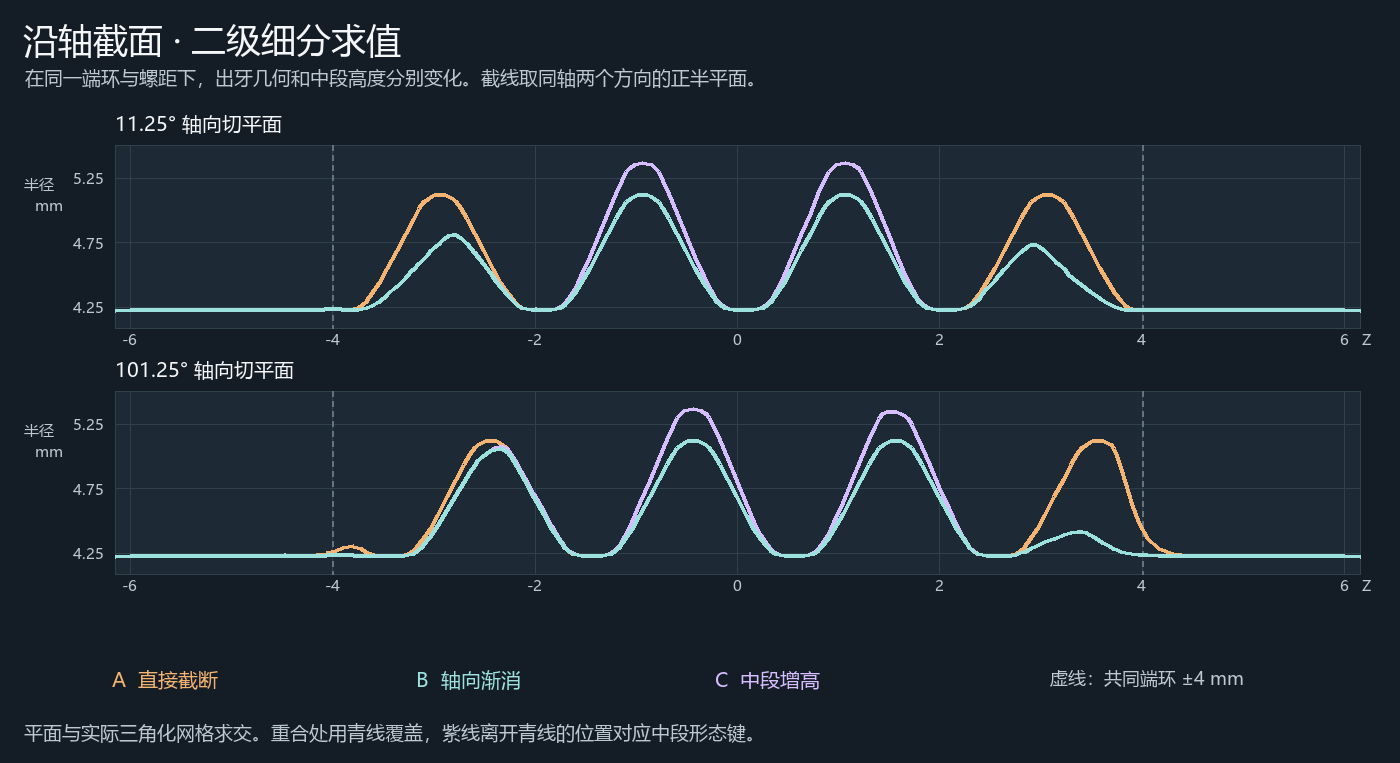 沿轴截面 · 二级细分求值
在同一端环与螺距下，出牙几何和中段高度分别变化。截线取同轴两个方向的正半平面。
11.25° 轴向切平面
半径
mm
5.25
4.75
4.25
-6 -4 -2 0 2 4 6 Z
101.25° 轴向切平面
半径
mm
5.25
4.75
4.25
-6 -4 -2 0 2 4 6 Z
A 直接截断 B 轴向渐消 C 中段增高 虚线：共同端环 ±4 mm
平面与实际三角化网格求交。重合处用青线覆盖，紫线离开青线的位置对应中段形态键。